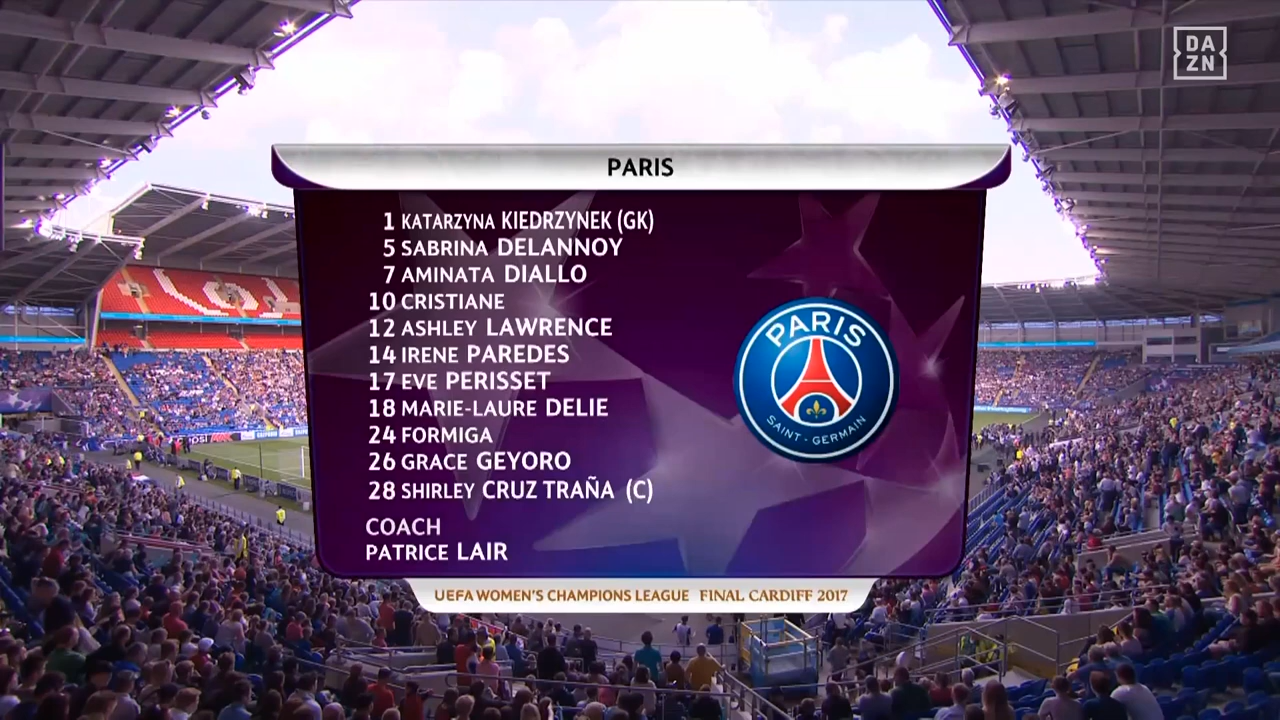 DA
ZN
PARIS
1 KATARZYNA KIEDRZYNEK (GK)
5 SABRINA DELANNOY
7 AMINATA DIALLO
10 CRISTIANE
12 ASHLEY LAWRENCE
14 IRENE PAREDES
17 EVE PERISSET
18 MARIE-LAURE DELIE
24 FORMIGA
26 GRACE GEYORO
28 SHIRLEY CRUZ TRAÑA (C)
COACH
PATRICE LAIR
PARIS
SAINT-GERMAIN
UEFA WOMEN'S CHAMPIONS LEAGUE FINAL CARDIFF 2017